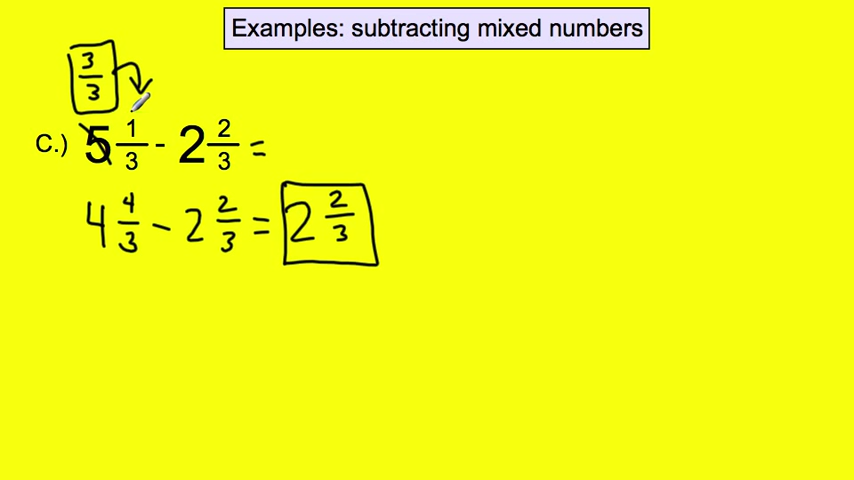 Examples: subtracting mixed numbers
3/3
C.) 5 1/3 - 2 2/3 =
4 4/3 - 2 2/3 = 2 2/3